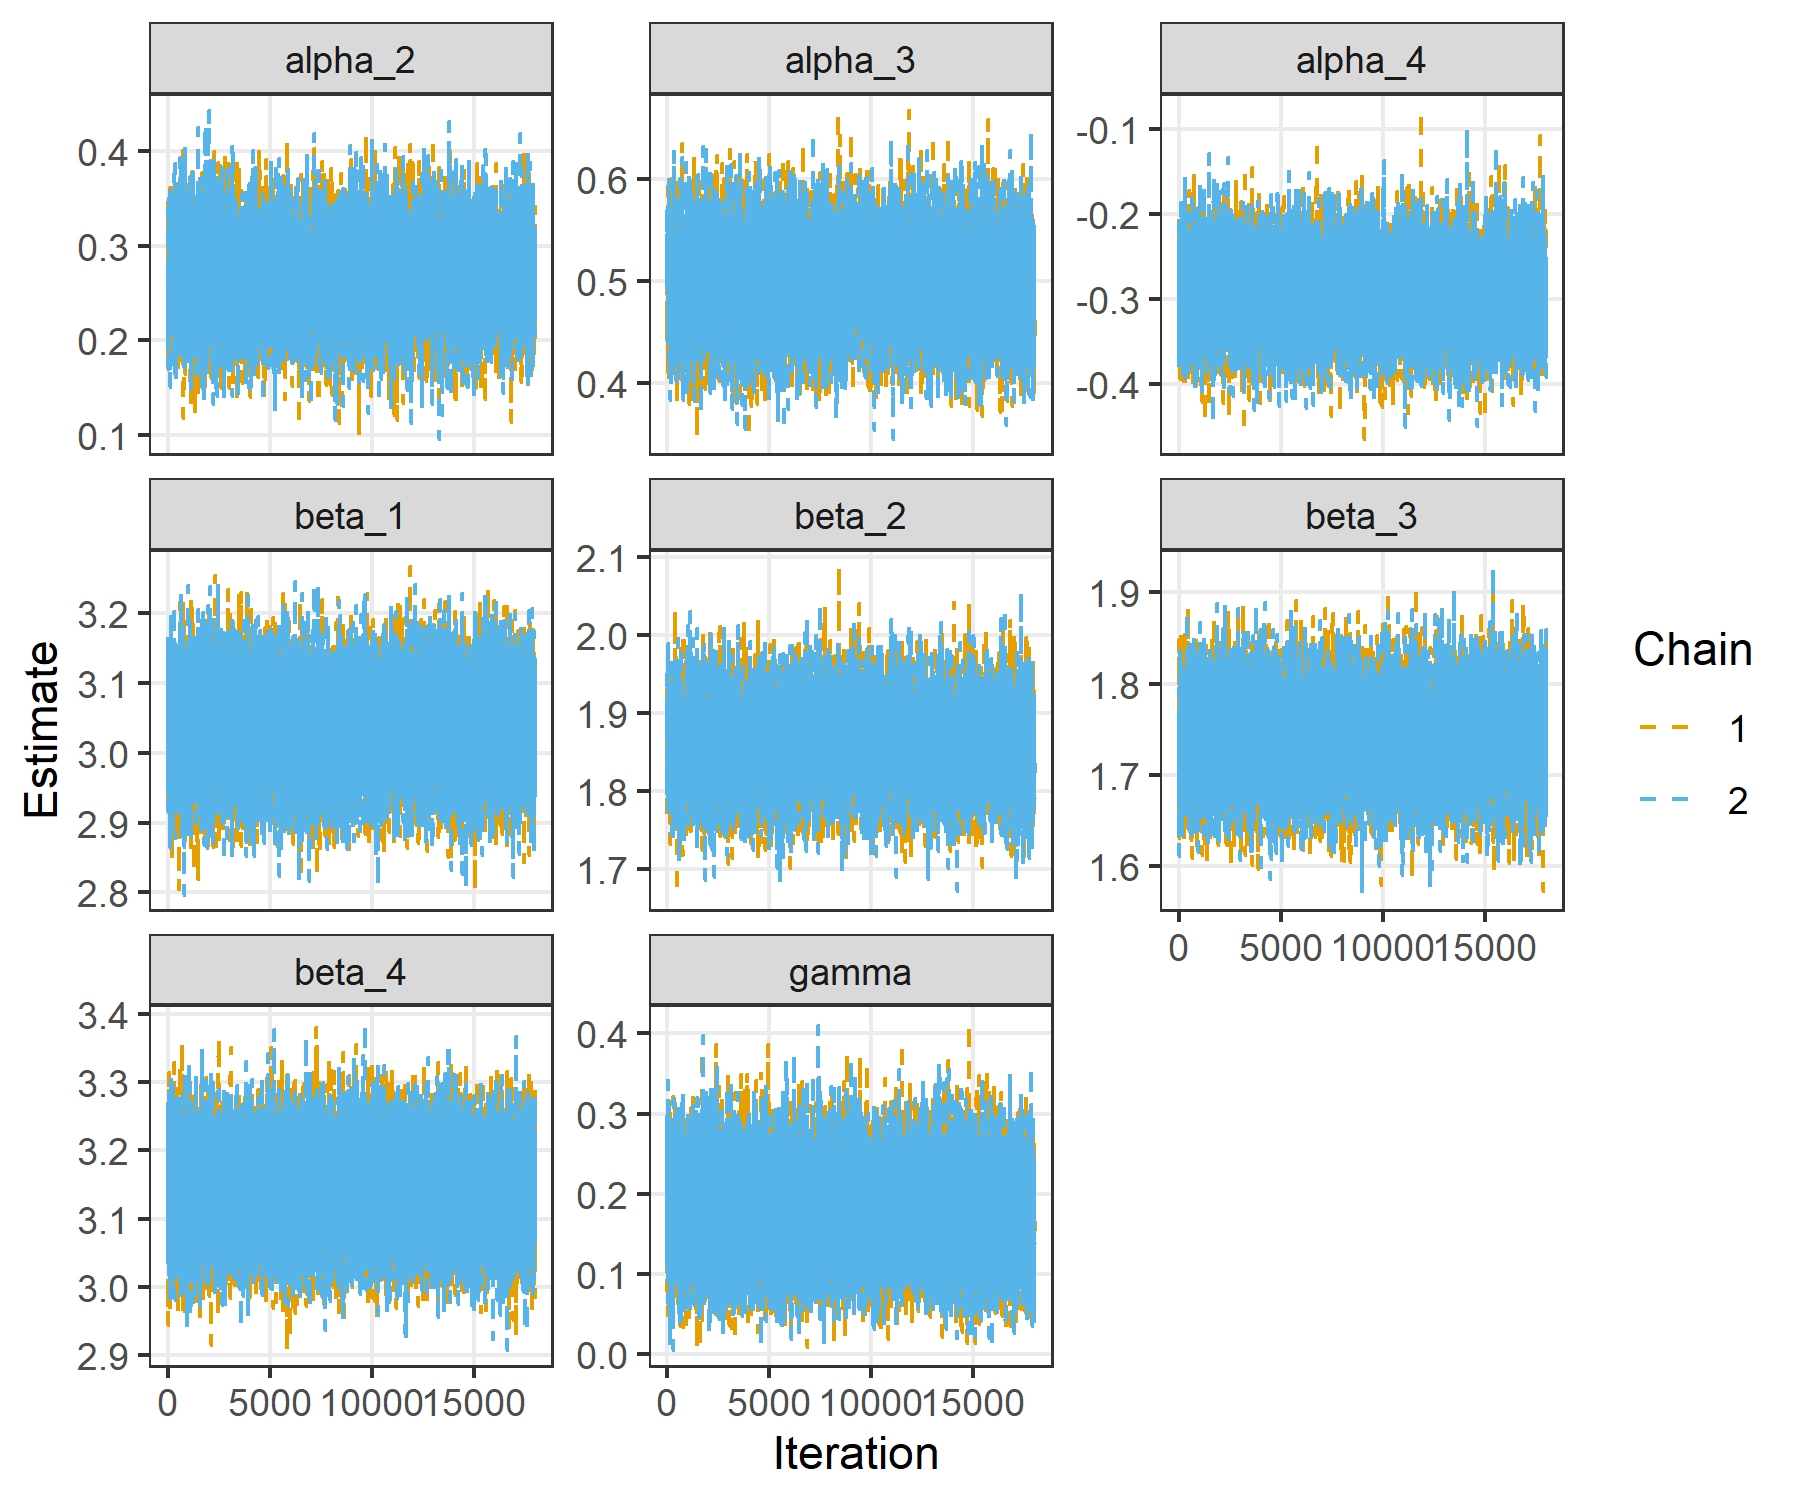 alpha_2
alpha_3
alpha_4
0.4
0.3
0.2
0.1
0.6
0.5
0.4
-0.1
-0.2
-0.3
-0.4
beta_1
beta_2
beta_3
3.2
3.1
3.0
2.9
2.8
2.1
2.0
1.9
1.8
1.7
1.9
1.8
1.7
1.6
0 5000 10000 15000
beta_4
gamma
3.4
3.3
3.2
3.1
3.0
2.9
0.4
0.3
0.2
0.1
0.0
0 5000 10000 15000
0 5000 10000 15000
Estimate
Iteration
Chain
1
2